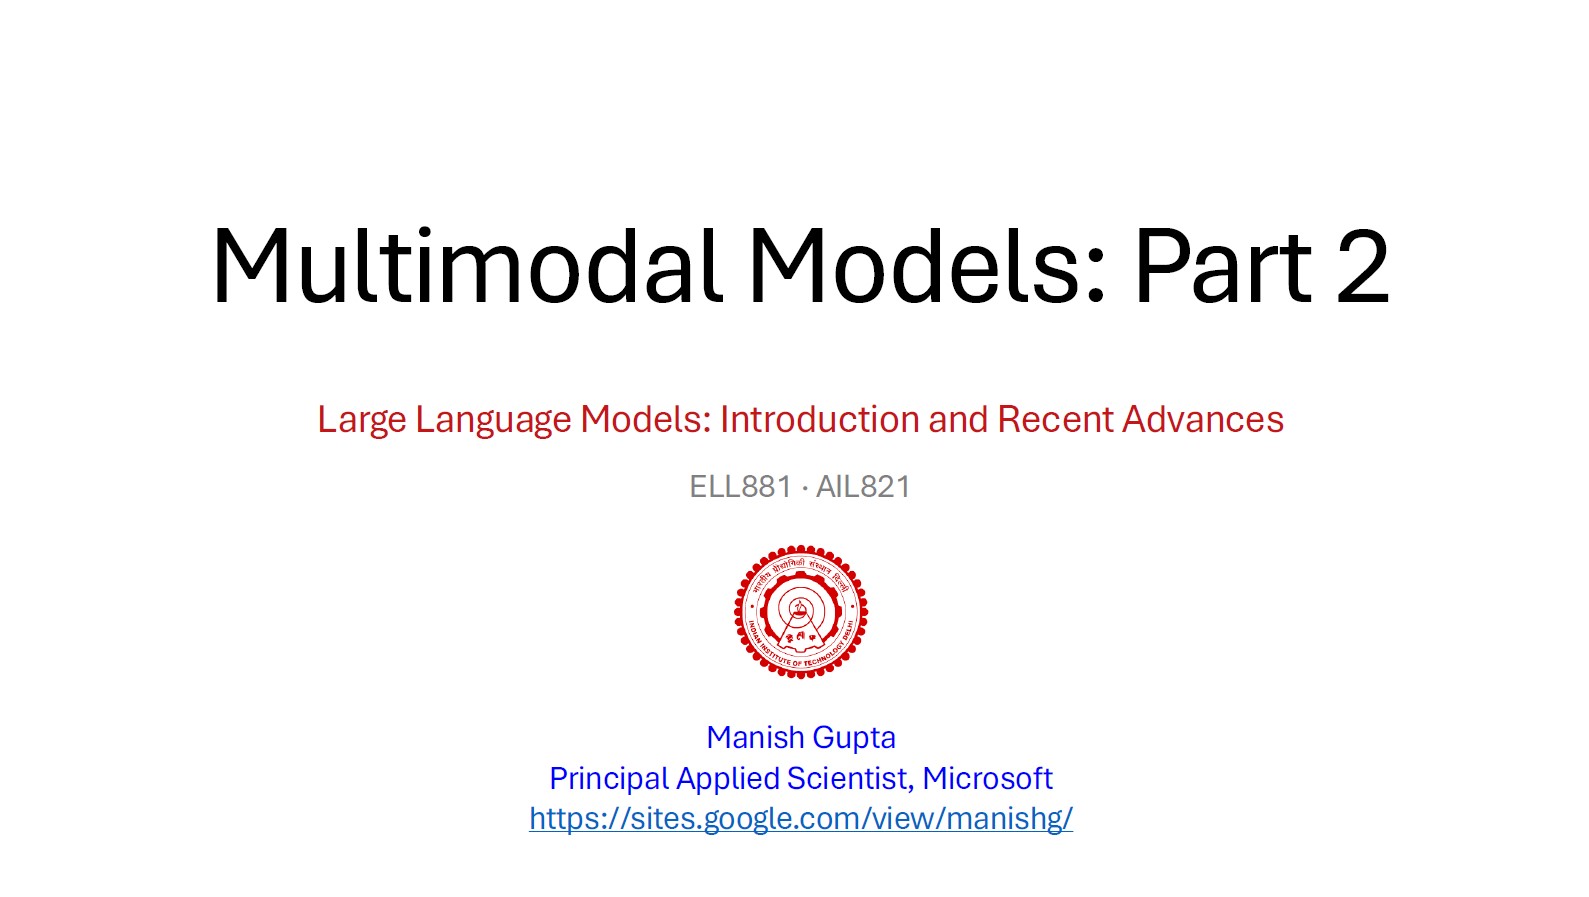 Multimodal Models: Part 2
Large Language Models: Introduction and Recent Advances
ELL881 · AIL821
भारतीय प्रौद्योगिकी संस्थान दिल्ली
INDIAN INSTITUTE OF TECHNOLOGY DELHI
Manish Gupta
Principal Applied Scientist, Microsoft
https://sites.google.com/view/manishg/